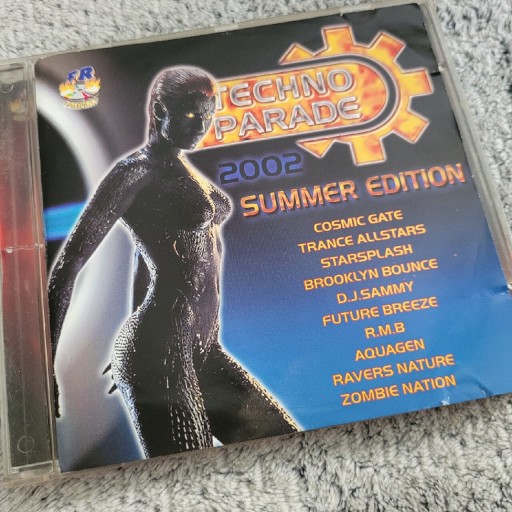 F.R.
TECHNO
PARADE
2002
SUMMER EDITION
COSMIC GATE
TRANCE ALLSTARS
STARSPLASH
BROOKLYN BOUNCE
D.J.SAMMY
FUTURE BREEZE
R.M.B
AQUAGEN
RAVERS NATURE
ZOMBIE NATION